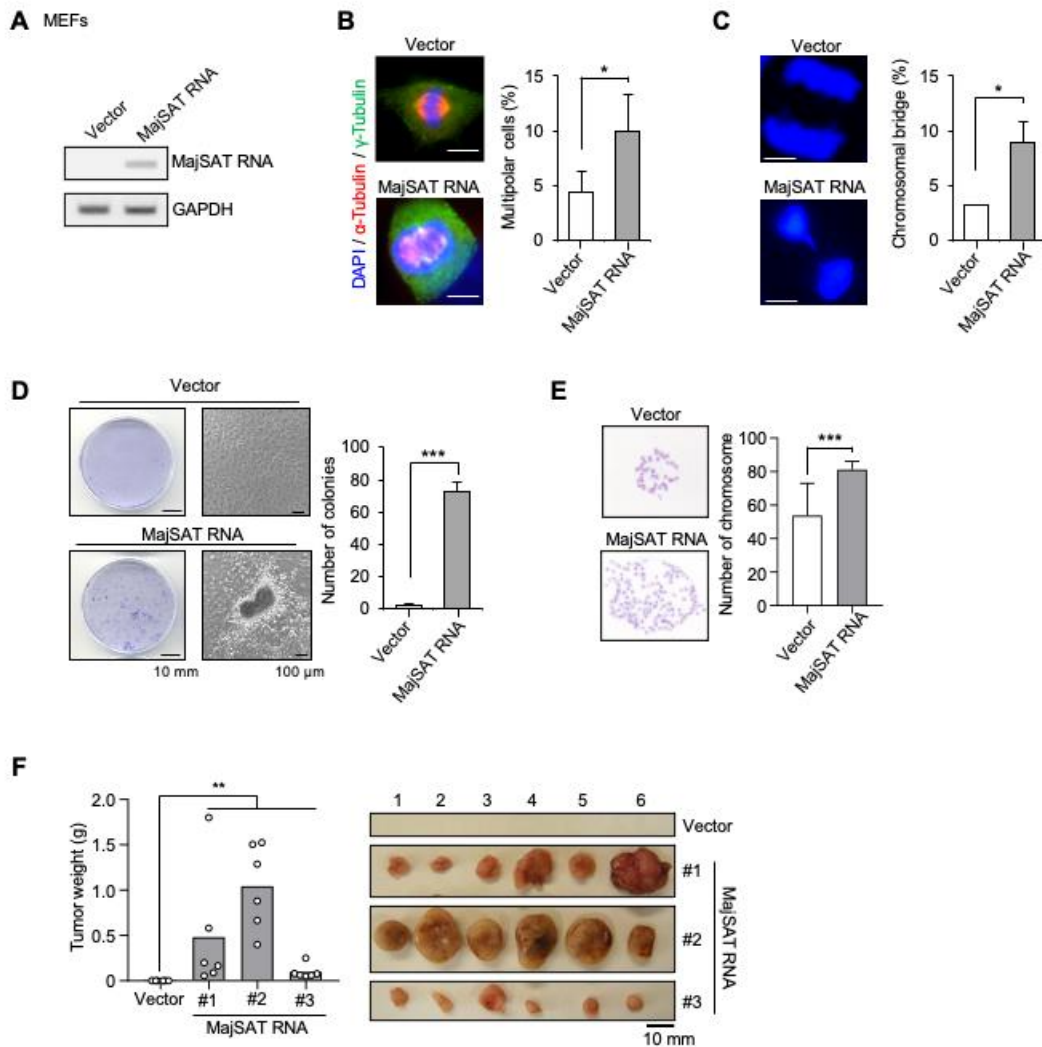 A MEFs
Vector
MajSAT RNA
MajSAT RNA
GAPDH
B
Vector
MajSAT RNA
DAPI / α-Tubulin / γ-Tubulin
Multipolar cells (%)
15
10
5
0
*
Vector
MajSAT RNA
C
Vector
MajSAT RNA
Chromosomal bridge (%)
15
10
5
0
*
Vector
MajSAT RNA
D
Vector
MajSAT RNA
10 mm
100 µm
Number of colonies
100
80
60
40
20
0
***
Vector
MajSAT RNA
E
Vector
MajSAT RNA
Number of chromosome
100
80
60
40
20
0
***
Vector
MajSAT RNA
F
Tumor weight (g)
2.0
1.5
1.0
0.5
0
**
Vector #1 #2 #3
MajSAT RNA
1 2 3 4 5 6
Vector
#1
#2
#3
MajSAT RNA
10 mm